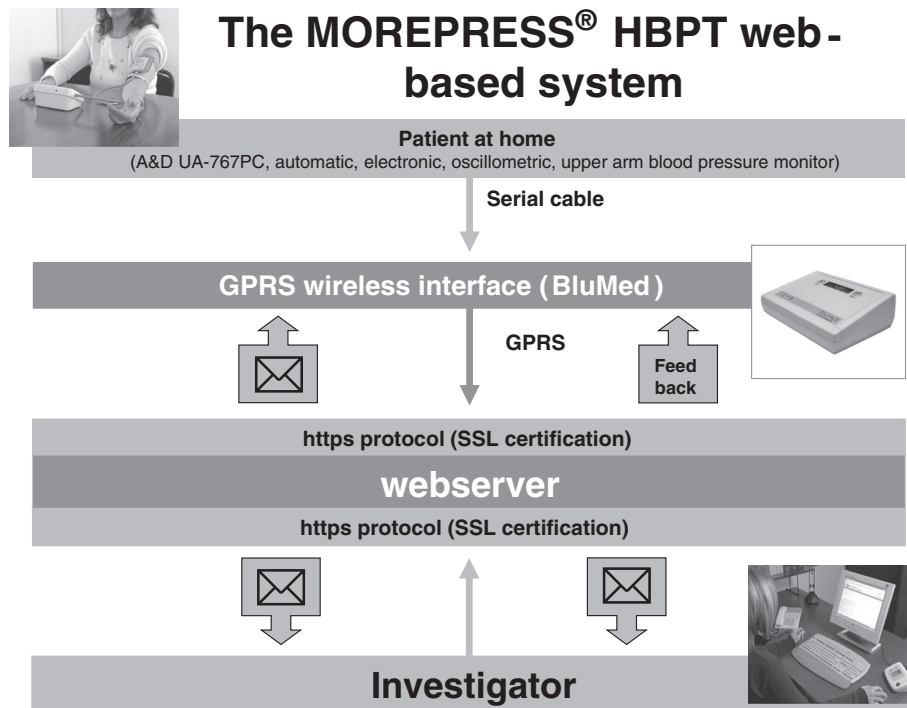 The MOREPRESS® HBPT web-
based system
Patient at home
(A&D UA-767PC, automatic, electronic, oscillometric, upper arm blood pressure monitor)
Serial cable
GPRS wireless interface (BluMed)
GPRS
Feed
back
https protocol (SSL certification)
webserver
https protocol (SSL certification)
Investigator